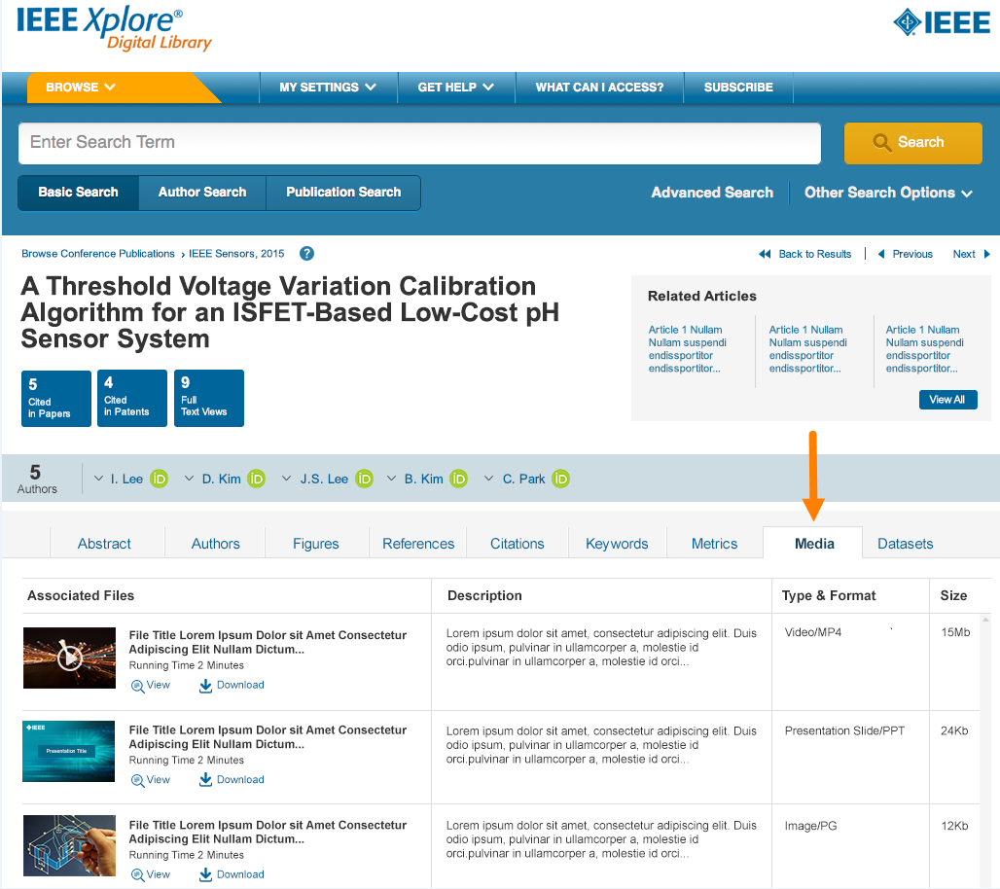 IEEE Xplore®
Digital Library
IEEE
BROWSE
MY SETTINGS
GET HELP
WHAT CAN I ACCESS?
SUBSCRIBE
Enter Search Term
Search
Basic Search
Author Search
Publication Search
Advanced Search
Other Search Options
Browse Conference Publications › IEEE Sensors, 2015
?
Back to Results
Previous
Next
A Threshold Voltage Variation Calibration
Algorithm for an ISFET-Based Low-Cost pH
Sensor System
5
Cited
in Papers
4
Cited
in Patents
9
Full
Text Views
Related Articles
Article 1 Nullam
Nullam suspendi
endissportitor
endissportitor...
Article 1 Nullam
Nullam suspendi
endissportitor
endissportitor...
Article 1 Nullam
Nullam suspendi
endissportitor
endissportitor...
View All
5
Authors
I. Lee iD
D. Kim iD
J.S. Lee iD
B. Kim iD
C. Park iD
Abstract
Authors
Figures
References
Citations
Keywords
Metrics
Media
Datasets
Associated Files
Description
Type & Format
Size
File Title Lorem Ipsum Dolor sit Amet Consectetur
Adipiscing Elit Nullam Dictum...
Running Time 2 Minutes
View
Download
Lorem ipsum dolor sit amet, consectetur adipiscing elit. Duis
odio ipsum, pulvinar in ullamcorper a, molestie id
orci.pulvinar in ullamcorper a, molestie id orci...
Video/MP4
15Mb
IEEE
Presentation Title
File Title Lorem Ipsum Dolor sit Amet Consectetur
Adipiscing Elit Nullam Dictum...
Running Time 2 Minutes
View
Download
Lorem ipsum dolor sit amet, consectetur adipiscing elit. Duis
odio ipsum, pulvinar in ullamcorper a, molestie id
orci.pulvinar in ullamcorper a, molestie id orci...
Presentation Slide/PPT
24Kb
File Title Lorem Ipsum Dolor sit Amet Consectetur
Adipiscing Elit Nullam Dictum...
Running Time 2 Minutes
View
Download
Lorem ipsum dolor sit amet, consectetur adipiscing elit. Duis
odio ipsum, pulvinar in ullamcorper a, molestie id
orci.pulvinar in ullamcorper a, molestie id orci...
Image/PG
12Kb